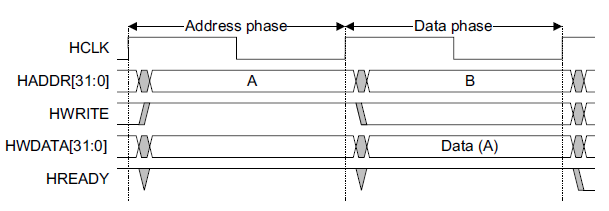 Address phase Data phase
HCLK
HADDR[31:0] A B
HWRITE
HWDATA[31:0] Data (A)
HREADY